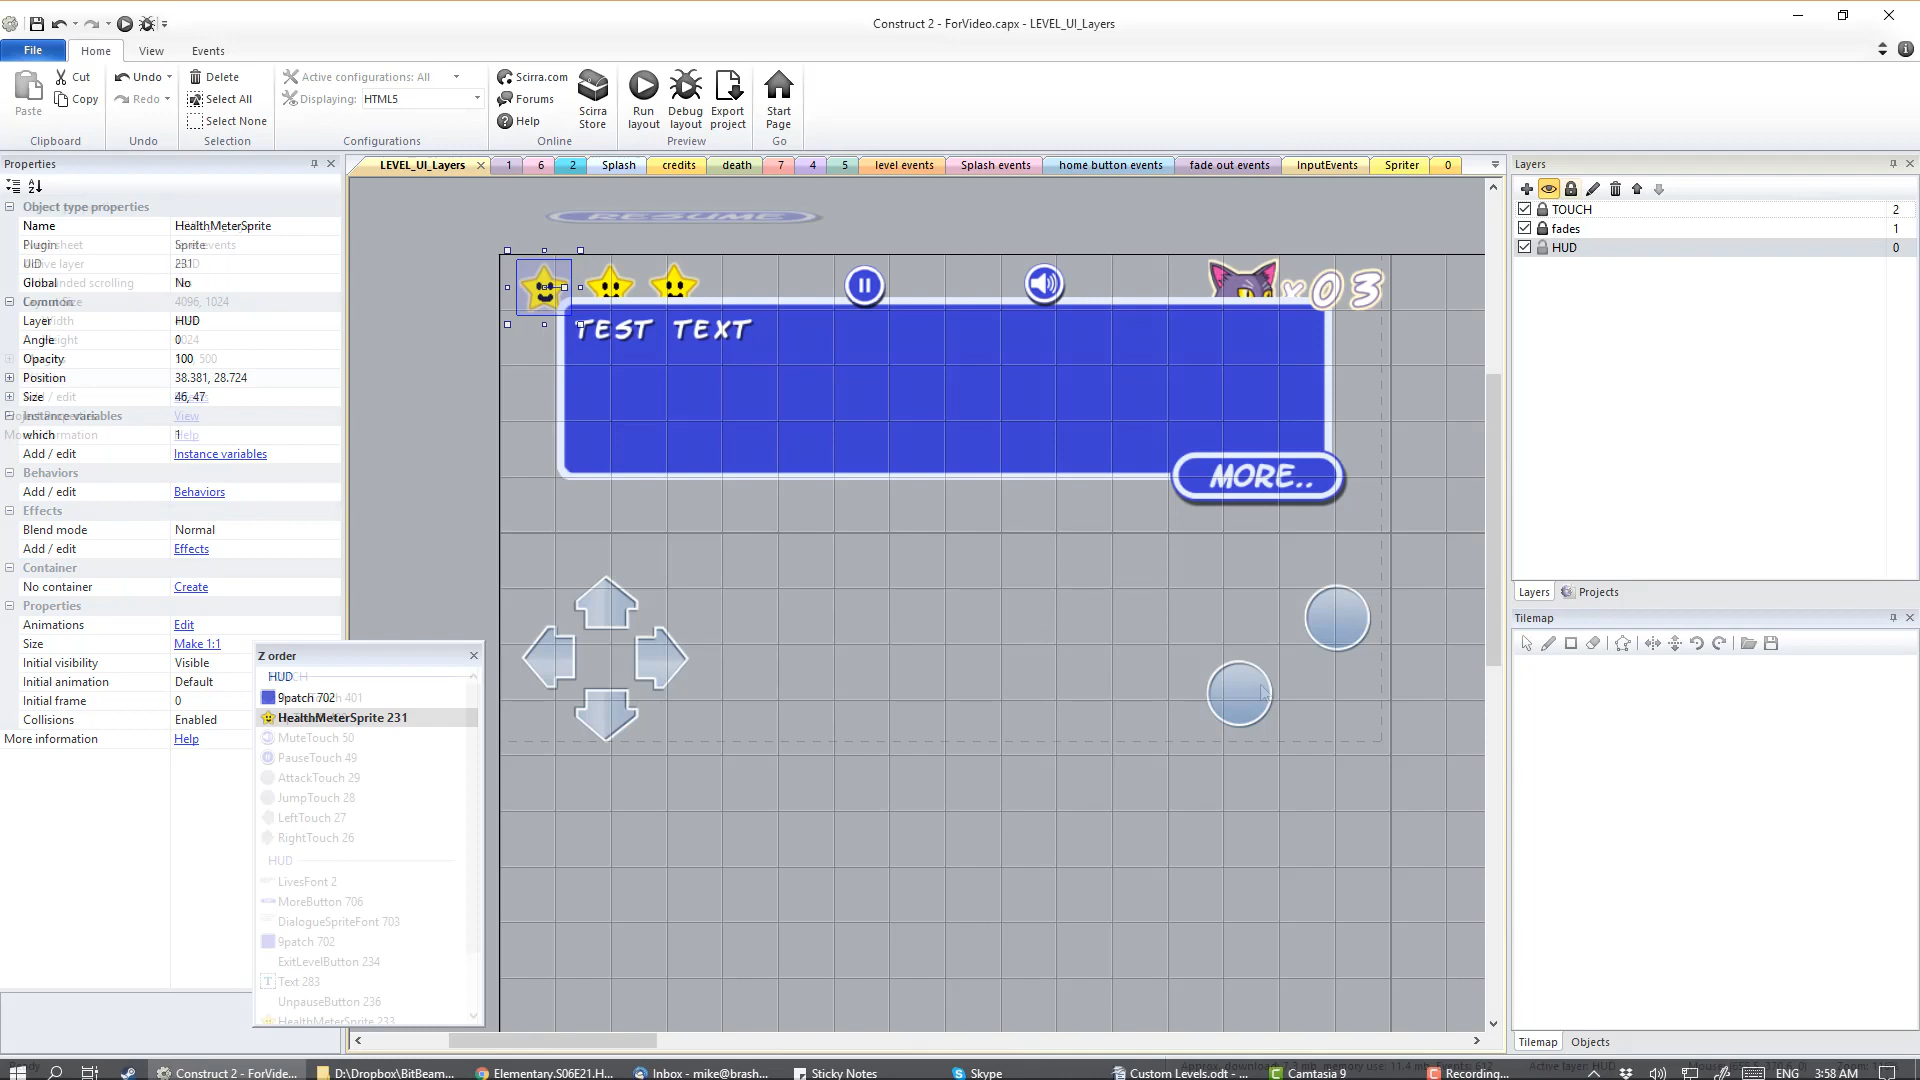 Construct 2 - ForVideo.capx - LEVEL_UI_Layers
File
Home
View
Events
Paste
Cut
Copy
Clipboard
Undo
Redo
Undo
Delete
Select All
Select None
Selection
Active configurations: All
Displaying: HTML5
Configurations
Scirra.com
Forums
Help
Scirra Store
Online
Run layout
Debug layout
Export project
Preview
Start Page
Go
Properties
LEVEL_UI_Layers
1
6
2
Splash
credits
death
7
4
5
level events
Splash events
home button events
fade out events
InputEvents
Spriter
0
Object type properties
Name HealthMeterSprite
Plugin Sprite
UID 231
Global No
Common
Layer HUD
Angle 0
Opacity 100
Position 38.381, 28.724
Size 46, 47
Instance variables
which 1
Add / edit Instance variables
Behaviors
Add / edit Behaviors
Effects
Blend mode Normal
Add / edit Effects
Container
No container Create
Properties
Animations Edit
Size Make 1:1
Initial visibility Visible
Initial animation Default
Initial frame 0
Collisions Enabled
More information Help
Z order
HUD
9patch 702
HealthMeterSprite 231
MuteTouch 50
PauseTouch 49
AttackTouch 29
JumpTouch 28
LeftTouch 27
RightTouch 26
HUD
LivesFont 2
MoreButton 706
DialogueSpriteFont 703
9patch 702
ExitLevelButton 234
Text 283
UnpauseButton 236
HealthMeterSprite 233
RESUME
x03
TEST TEXT
MORE..
Layers
TOUCH 2
fades 1
HUD 0
Layers
Projects
Tilemap
Tilemap
Objects
Construct 2 - ForVide...
D:\Dropbox\BitBeam...
Elementary.S06E21.H...
Inbox - mike@brash...
Sticky Notes
Skype
Custom Levels.odt - ...
Camtasia 9
Recording...
ENG
3:58 AM